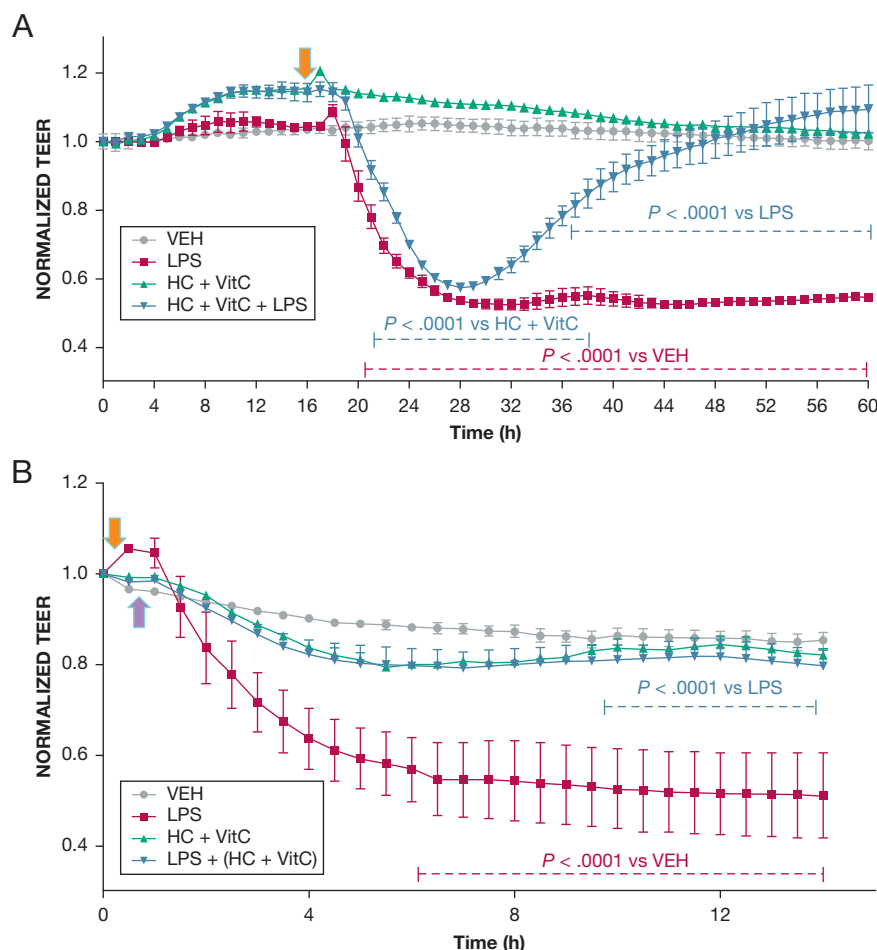 A
NORMALIZED TEER
1.2
1.0
0.8
0.6
0.4
VEH
LPS
HC + VitC
HC + VitC + LPS
P < .0001 vs LPS
P < .0001 vs HC + VitC
P < .0001 vs VEH
0 4 8 12 16 20 24 28 32 36 40 44 48 52 56 60
Time (h)
B
NORMALIZED TEER
1.2
1.0
0.8
0.6
0.4
VEH
LPS
HC + VitC
LPS + (HC + VitC)
P < .0001 vs LPS
P < .0001 vs VEH
0 4 8 12
Time (h)